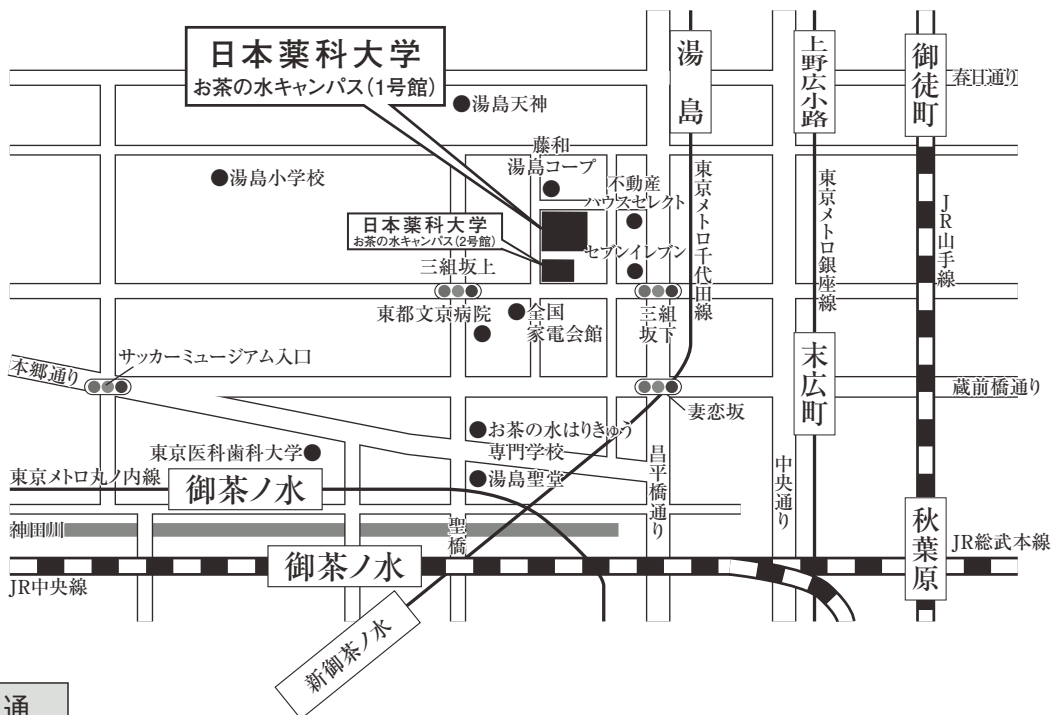 日本薬科大学
お茶の水キャンパス(1号館)
湯島
上野広小路
御徒町
春日通り
湯島天神
藤和
湯島コープ
湯島小学校
不動産
ハウスセレクト
東京メトロ千代田線
東京メトロ銀座線
JR山手線
日本薬科大学
お茶の水キャンパス(2号館)
セブンイレブン
三組坂上
東都文京病院
全国
家電会館
三組
坂下
末広町
本郷通り
サッカーミュージアム入口
蔵前橋通り
妻恋坂
お茶の水はりきゅう
専門学校
東京医科歯科大学
湯島聖堂
昌平橋通り
中央通り
東京メトロ丸ノ内線
御茶ノ水
神田川
聖橋
秋葉原
JR総武本線
御茶ノ水
JR中央線
新御茶ノ水
通